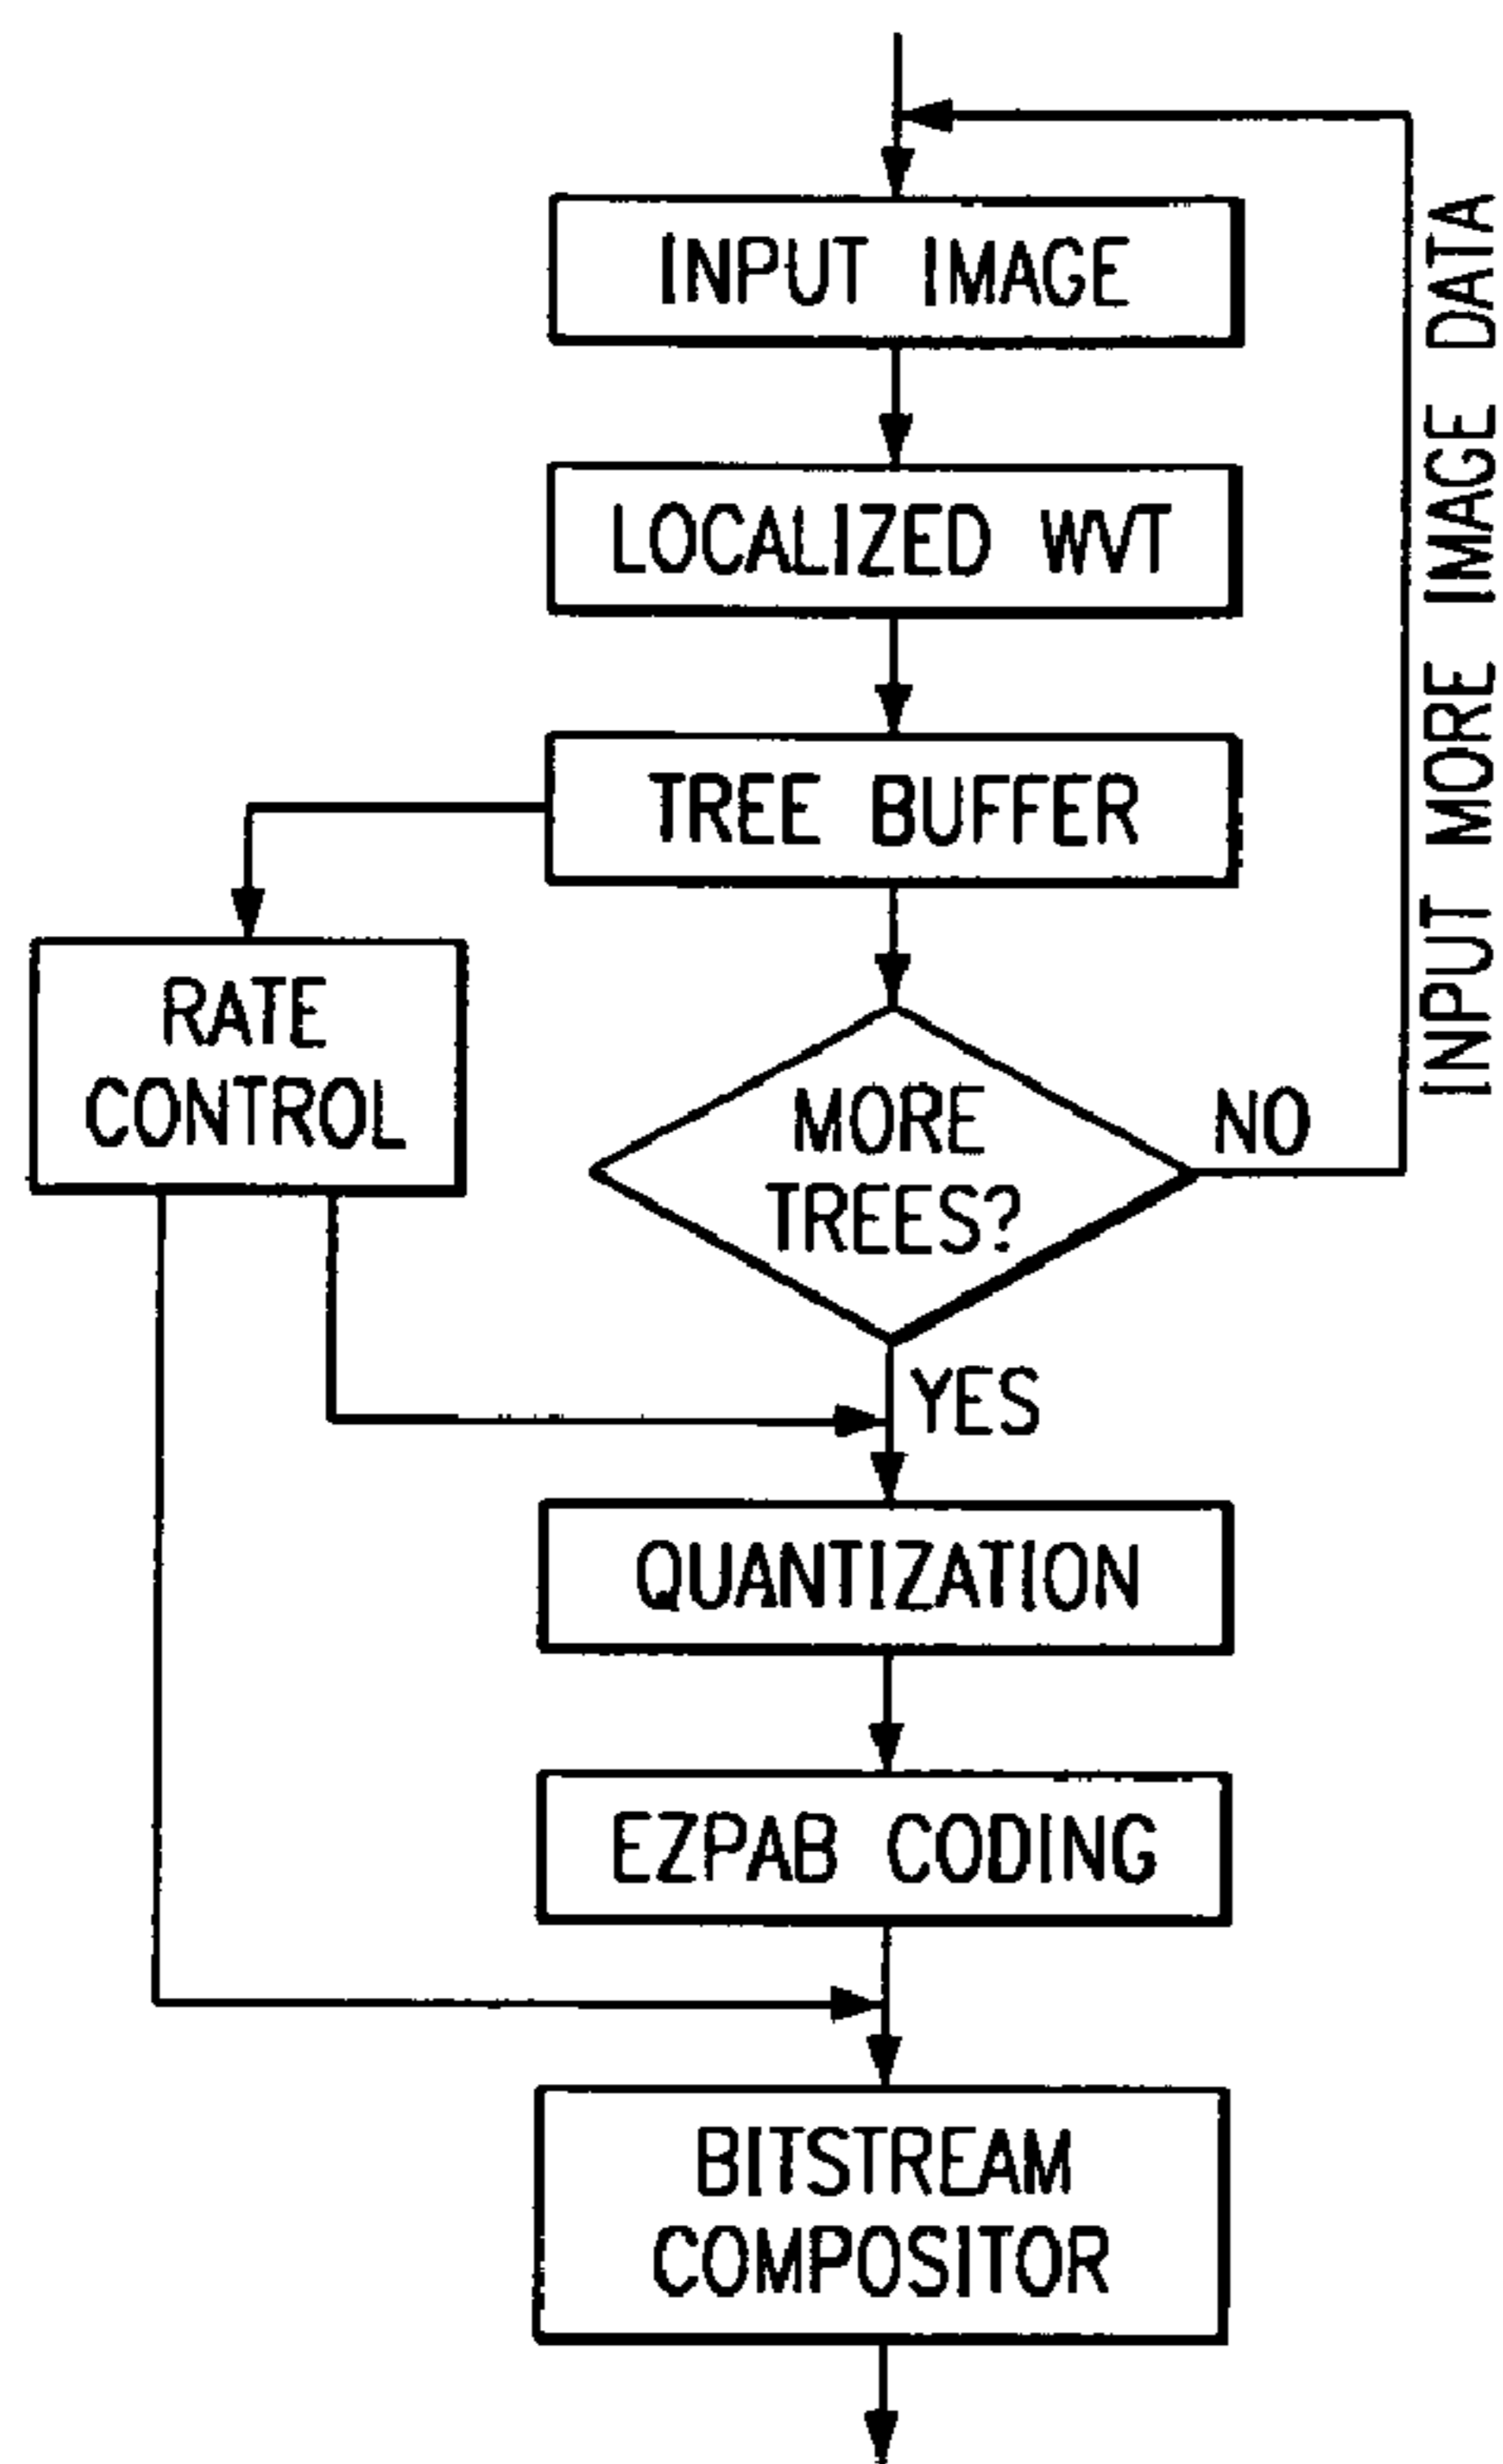 INPUT IMAGE
LOCALIZED WVT
TREE BUFFER
RATE
CONTROL
MORE
TREES?
NO
INPUT MORE IMAGE DATA
YES
QUANTIZATION
EZPAB CODING
BITSTREAM
COMPOSITOR